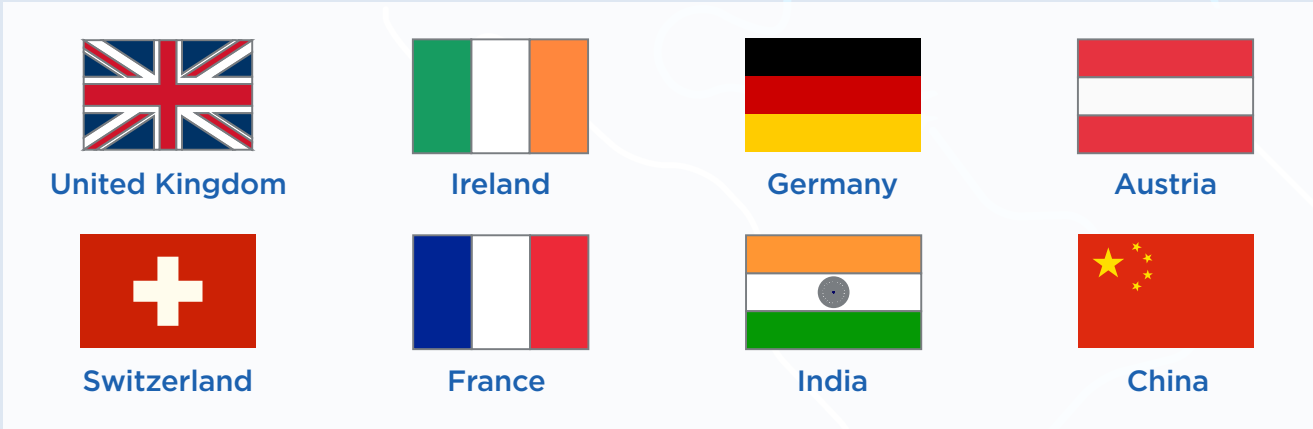 United Kingdom
Ireland
Germany
Austria
Switzerland
France
India
China